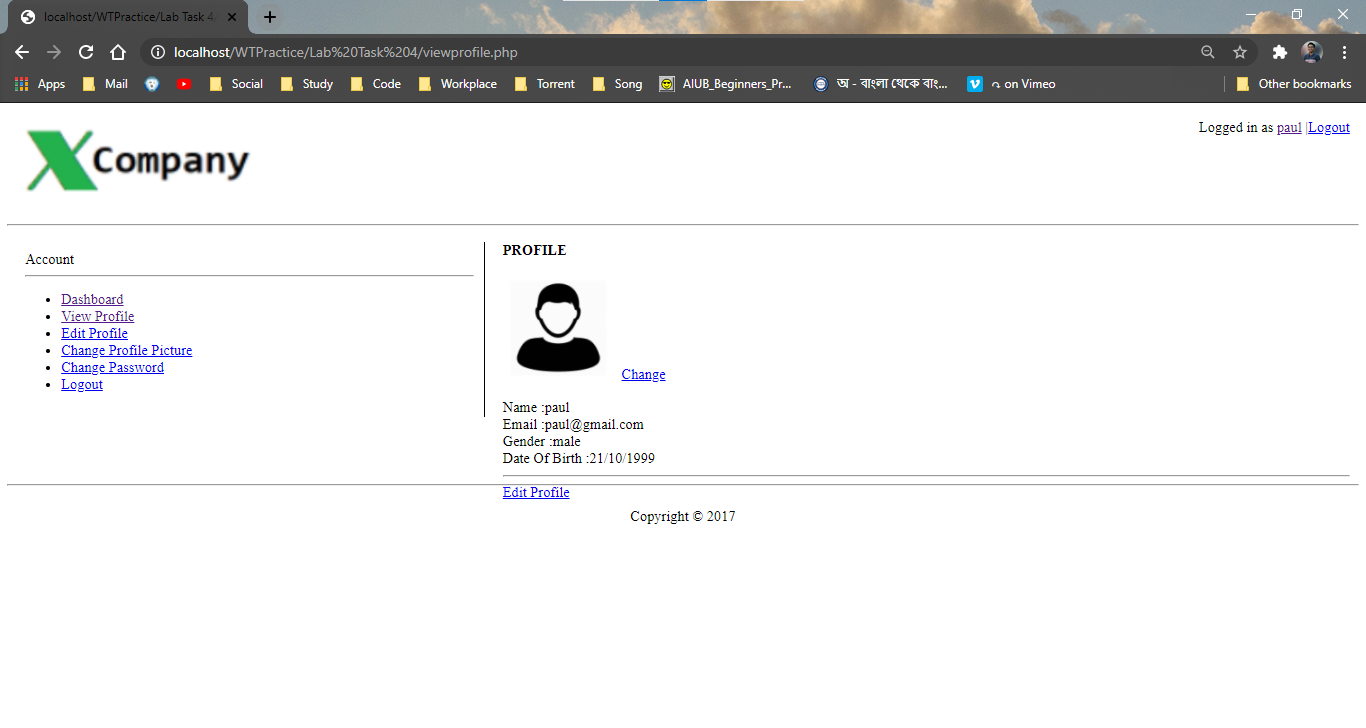 localhost/WTPractice/Lab Task 4
localhost/WTPractice/Lab%20Task%204/viewprofile.php
Apps Mail Social Study Code Workplace Torrent Song AIUB_Beginners_Pr... অ - বাংলা থেকে বাং... on Vimeo Other bookmarks
X Company
Logged in as paul |Logout
Account
Dashboard
View Profile
Edit Profile
Change Profile Picture
Change Password
Logout
PROFILE
Change
Name :paul
Email :paul@gmail.com
Gender :male
Date Of Birth :21/10/1999
Edit Profile
Copyright © 2017